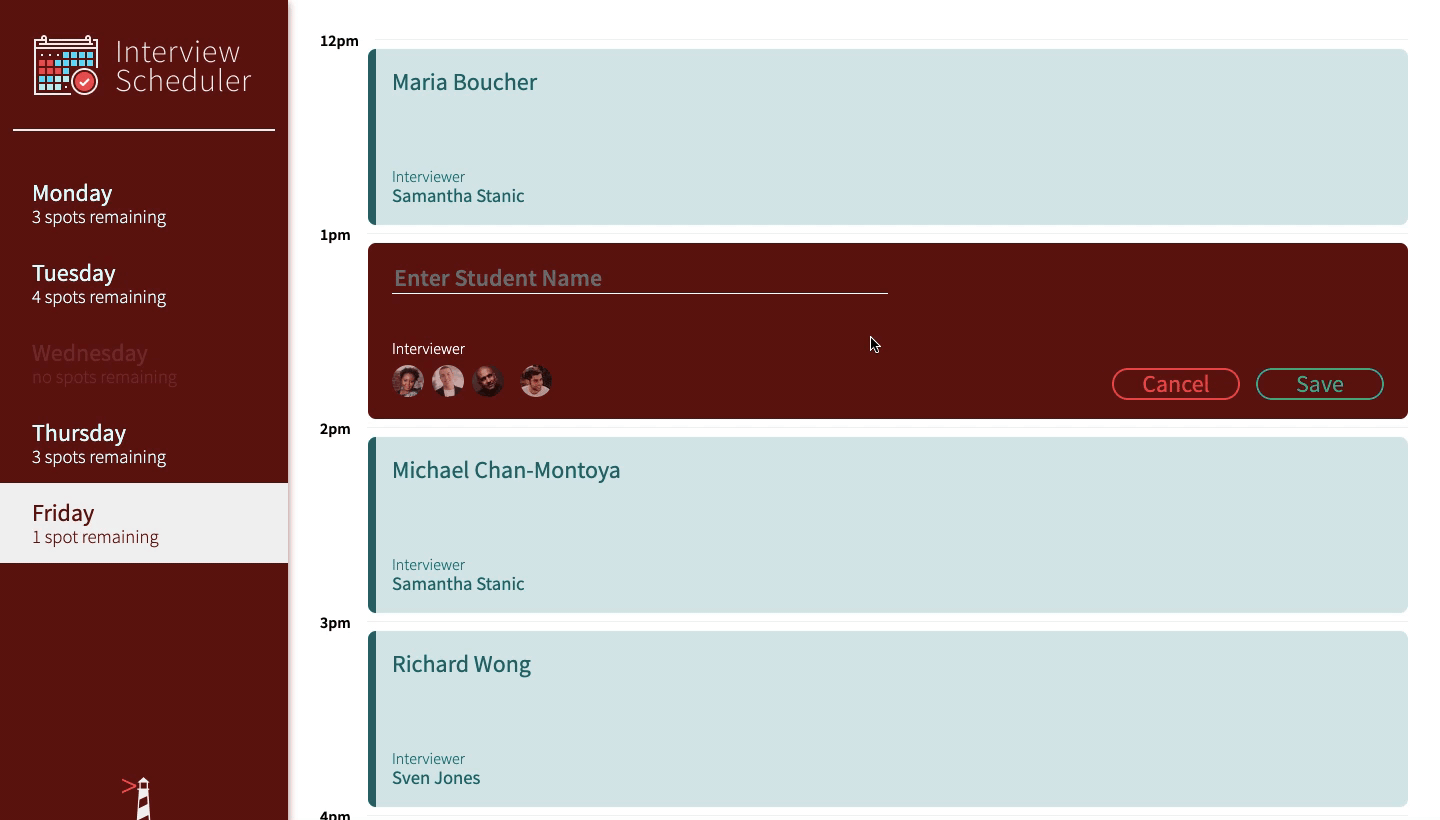 Interview
Scheduler
Monday
3 spots remaining
Tuesday
4 spots remaining
Wednesday
no spots remaining
Thursday
3 spots remaining
Friday
1 spot remaining
12pm
Maria Boucher
Interviewer
Samantha Stanic
1pm
Enter Student Name
Interviewer
Cancel
Save
2pm
Michael Chan-Montoya
Interviewer
Samantha Stanic
3pm
Richard Wong
Interviewer
Sven Jones
4pm